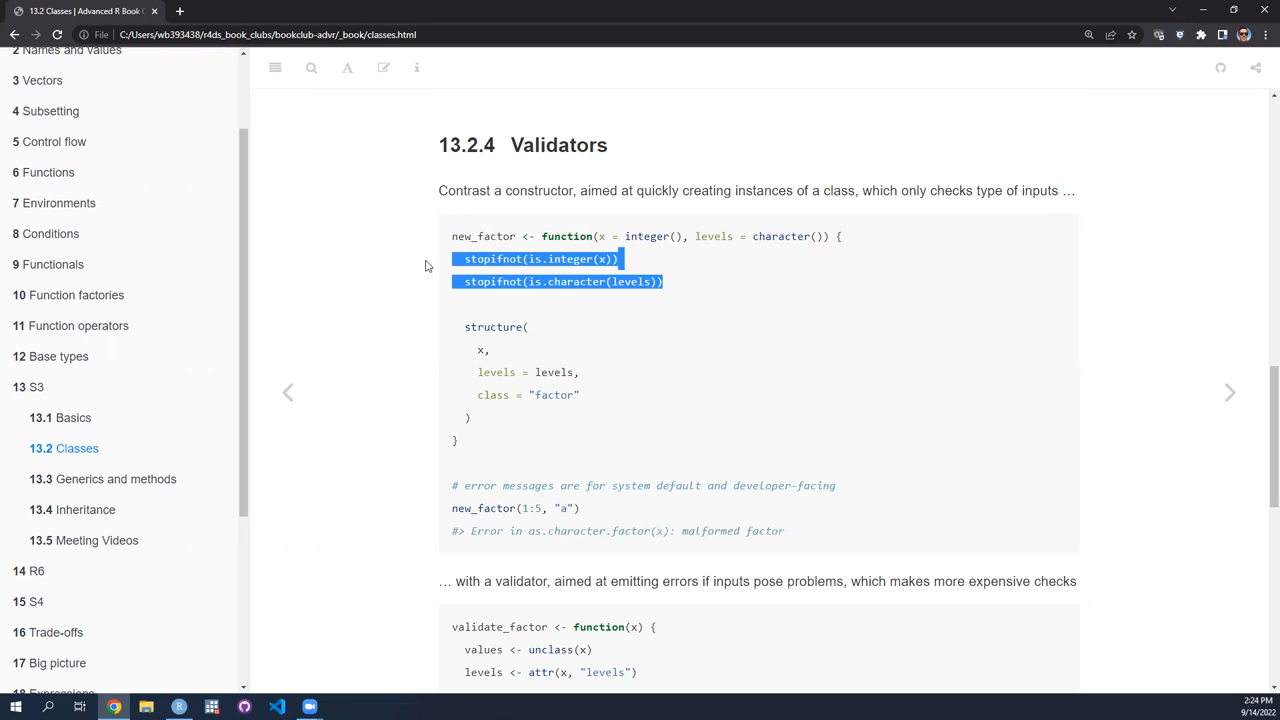 13.2 Classes | Advanced R Book C
File
C:/Users/wb393438/r4ds_book_clubs/bookclub-advr/_book/classes.html
2 Names and Values
3 Vectors
4 Subsetting
5 Control flow
6 Functions
7 Environments
8 Conditions
9 Functionals
10 Function factories
11 Function operators
12 Base types
13 S3
13.1 Basics
13.2 Classes
13.3 Generics and methods
13.4 Inheritance
13.5 Meeting Videos
14 R6
15 S4
16 Trade-offs
17 Big picture
18 Expressions
13.2.4 Validators
Contrast a constructor, aimed at quickly creating instances of a class, which only checks type of inputs …
new_factor <- function(x = integer(), levels = character()) {
stopifnot(is.integer(x))
stopifnot(is.character(levels))
structure(
x,
levels = levels,
class = "factor"
)
}
# error messages are for system default and developer-facing
new_factor(1:5, "a")
#> Error in as.character.factor(x): malformed factor
… with a validator, aimed at emitting errors if inputs pose problems, which makes more expensive checks
validate_factor <- function(x) {
values <- unclass(x)
levels <- attr(x, "levels")
2:24 PM
9/14/2022